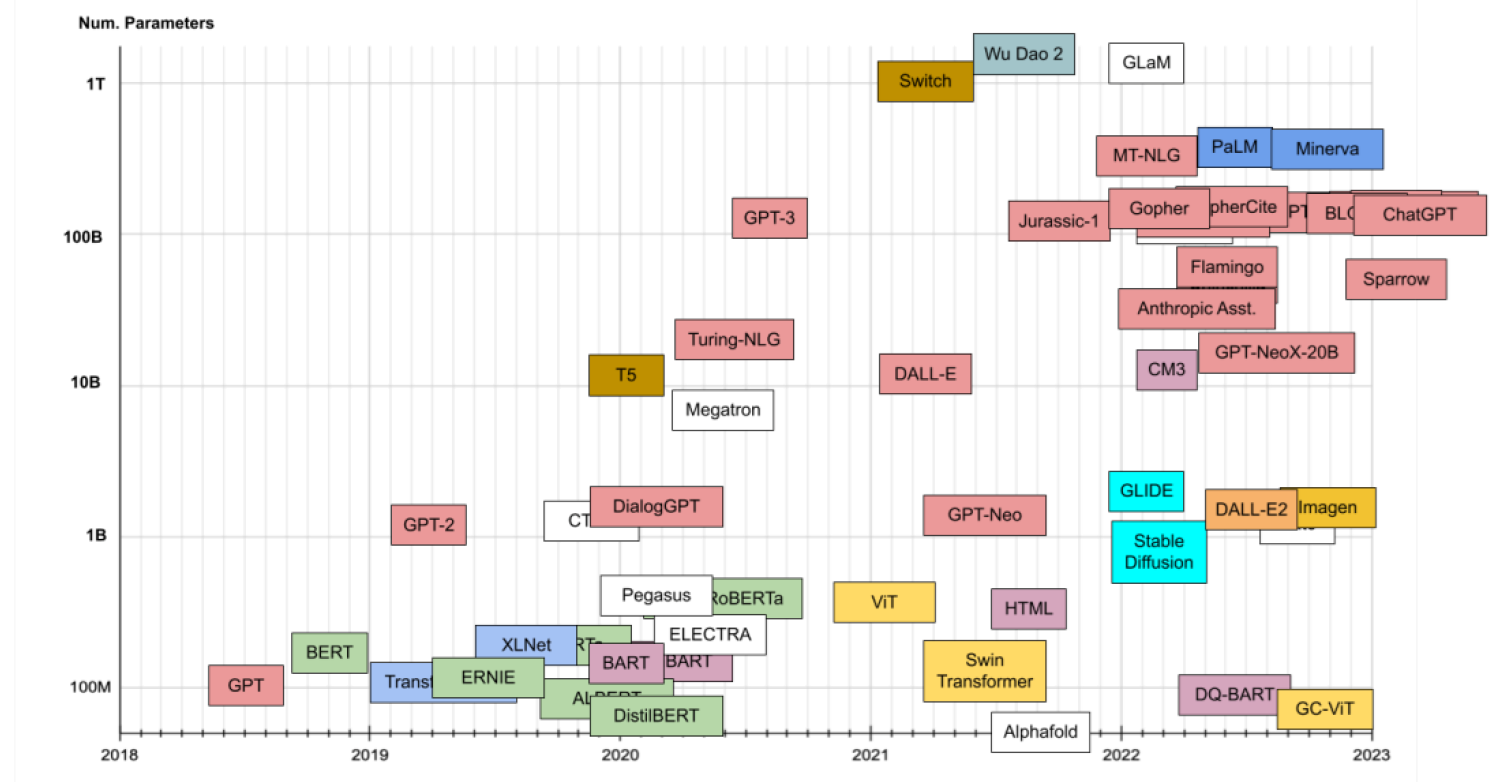 Num. Parameters
Wu Dao 2
GLaM
1T
Switch
PaLM
Minerva
MT-NLG
GPT-3
Jurassic-1
Gopher
ChatGPT
100B
Flamingo
Sparrow
Anthropic Asst.
Turing-NLG
GPT-NeoX-20B
T5
DALL-E
CM3
10B
Megatron
GLIDE
DialogGPT
DALL-E2
Imagen
GPT-2
GPT-Neo
1B
Stable
Diffusion
Pegasus
ViT
HTML
ELECTRA
XLNet
BERT
BART
BART
Swin
Transformer
ERNIE
GPT
100M
DQ-BART
GC-ViT
DistilBERT
Alphafold
2018
2019
2020
2021
2022
2023